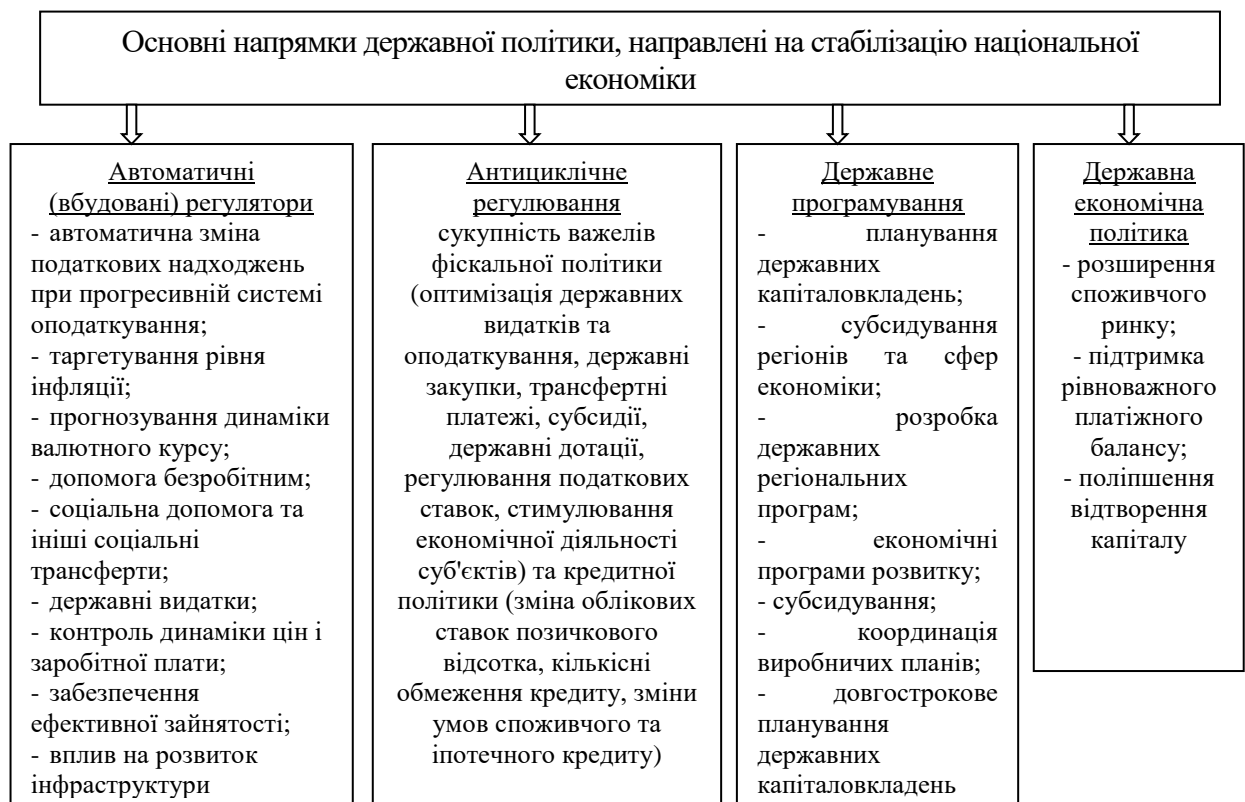 Основні напрямки державної політики, направлені на стабілізацію національної
економіки
Автоматичні
(вбудовані) регулятори
- автоматична зміна
податкових надходжень
при прогресивній системі
оподаткування;
- таргетування рівня
інфляції;
- прогнозування динаміки
валютного курсу;
- допомога безробітним;
- соціальна допомога та
ініші соціальні
трансферти;
- державні видатки;
- контроль динаміки цін і
заробітної плати;
- забезпечення
ефективної зайнятості;
- вплив на розвиток
інфраструктури
Антициклічне
регулювання
сукупність важелів
фіскальної політики
(оптимізація державних
видатків та
оподаткування, державні
закупки, трансфертні
платежі, субсидії,
державні дотації,
регулювання податкових
ставок, стимулювання
економічної діяльності
суб'єктів) та кредитної
політики (зміна облікових
ставок позичкового
відсотка, кількісні
обмеження кредиту, зміни
умов споживчого та
іпотечного кредиту)
Державне
програмування
- планування
державних
капіталовкладень;
- субсидування
регіонів та сфер
економіки;
- розробка
державних
регіональних
програм;
- економічні
програми розвитку;
- субсидування;
- координація
виробничих планів;
- довгострокове
планування
державних
капіталовкладень
Державна
економічна
політика
- розширення
споживчого
ринку;
- підтримка
рівноважного
платіжного
балансу;
- поліпшення
відтворення
капіталу